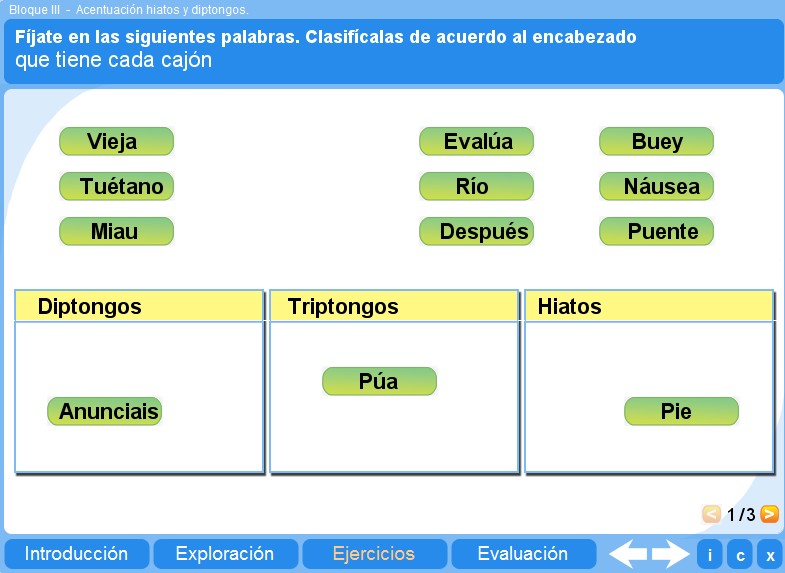 Bloque III - Acentuación hiatos y diptongos.
Fíjate en las siguientes palabras. Clasifícalas de acuerdo al encabezado
que tiene cada cajón
Vieja
Evalúa
Buey
Tuétano
Río
Náusea
Miau
Después
Puente
Diptongos
Triptongos
Hiatos
Púa
Anunciais
Pie
< 1/3 >
Introducción
Exploración
Ejercicios
Evaluación
i
c
x